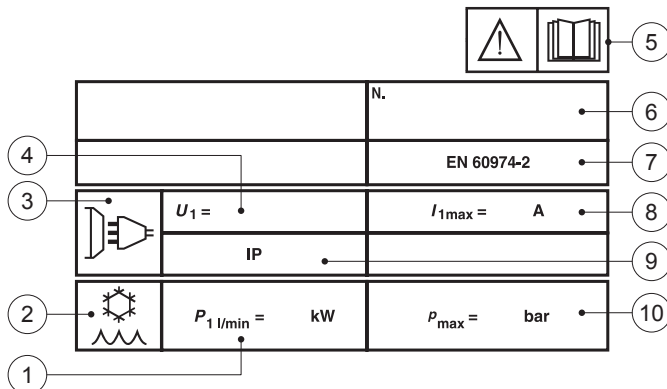 5
N.
6
4
EN 60974-2
7
3
U1 =
I1max = A
8
IP
9
2
P1 l/min = kW
pmax = bar
10
1